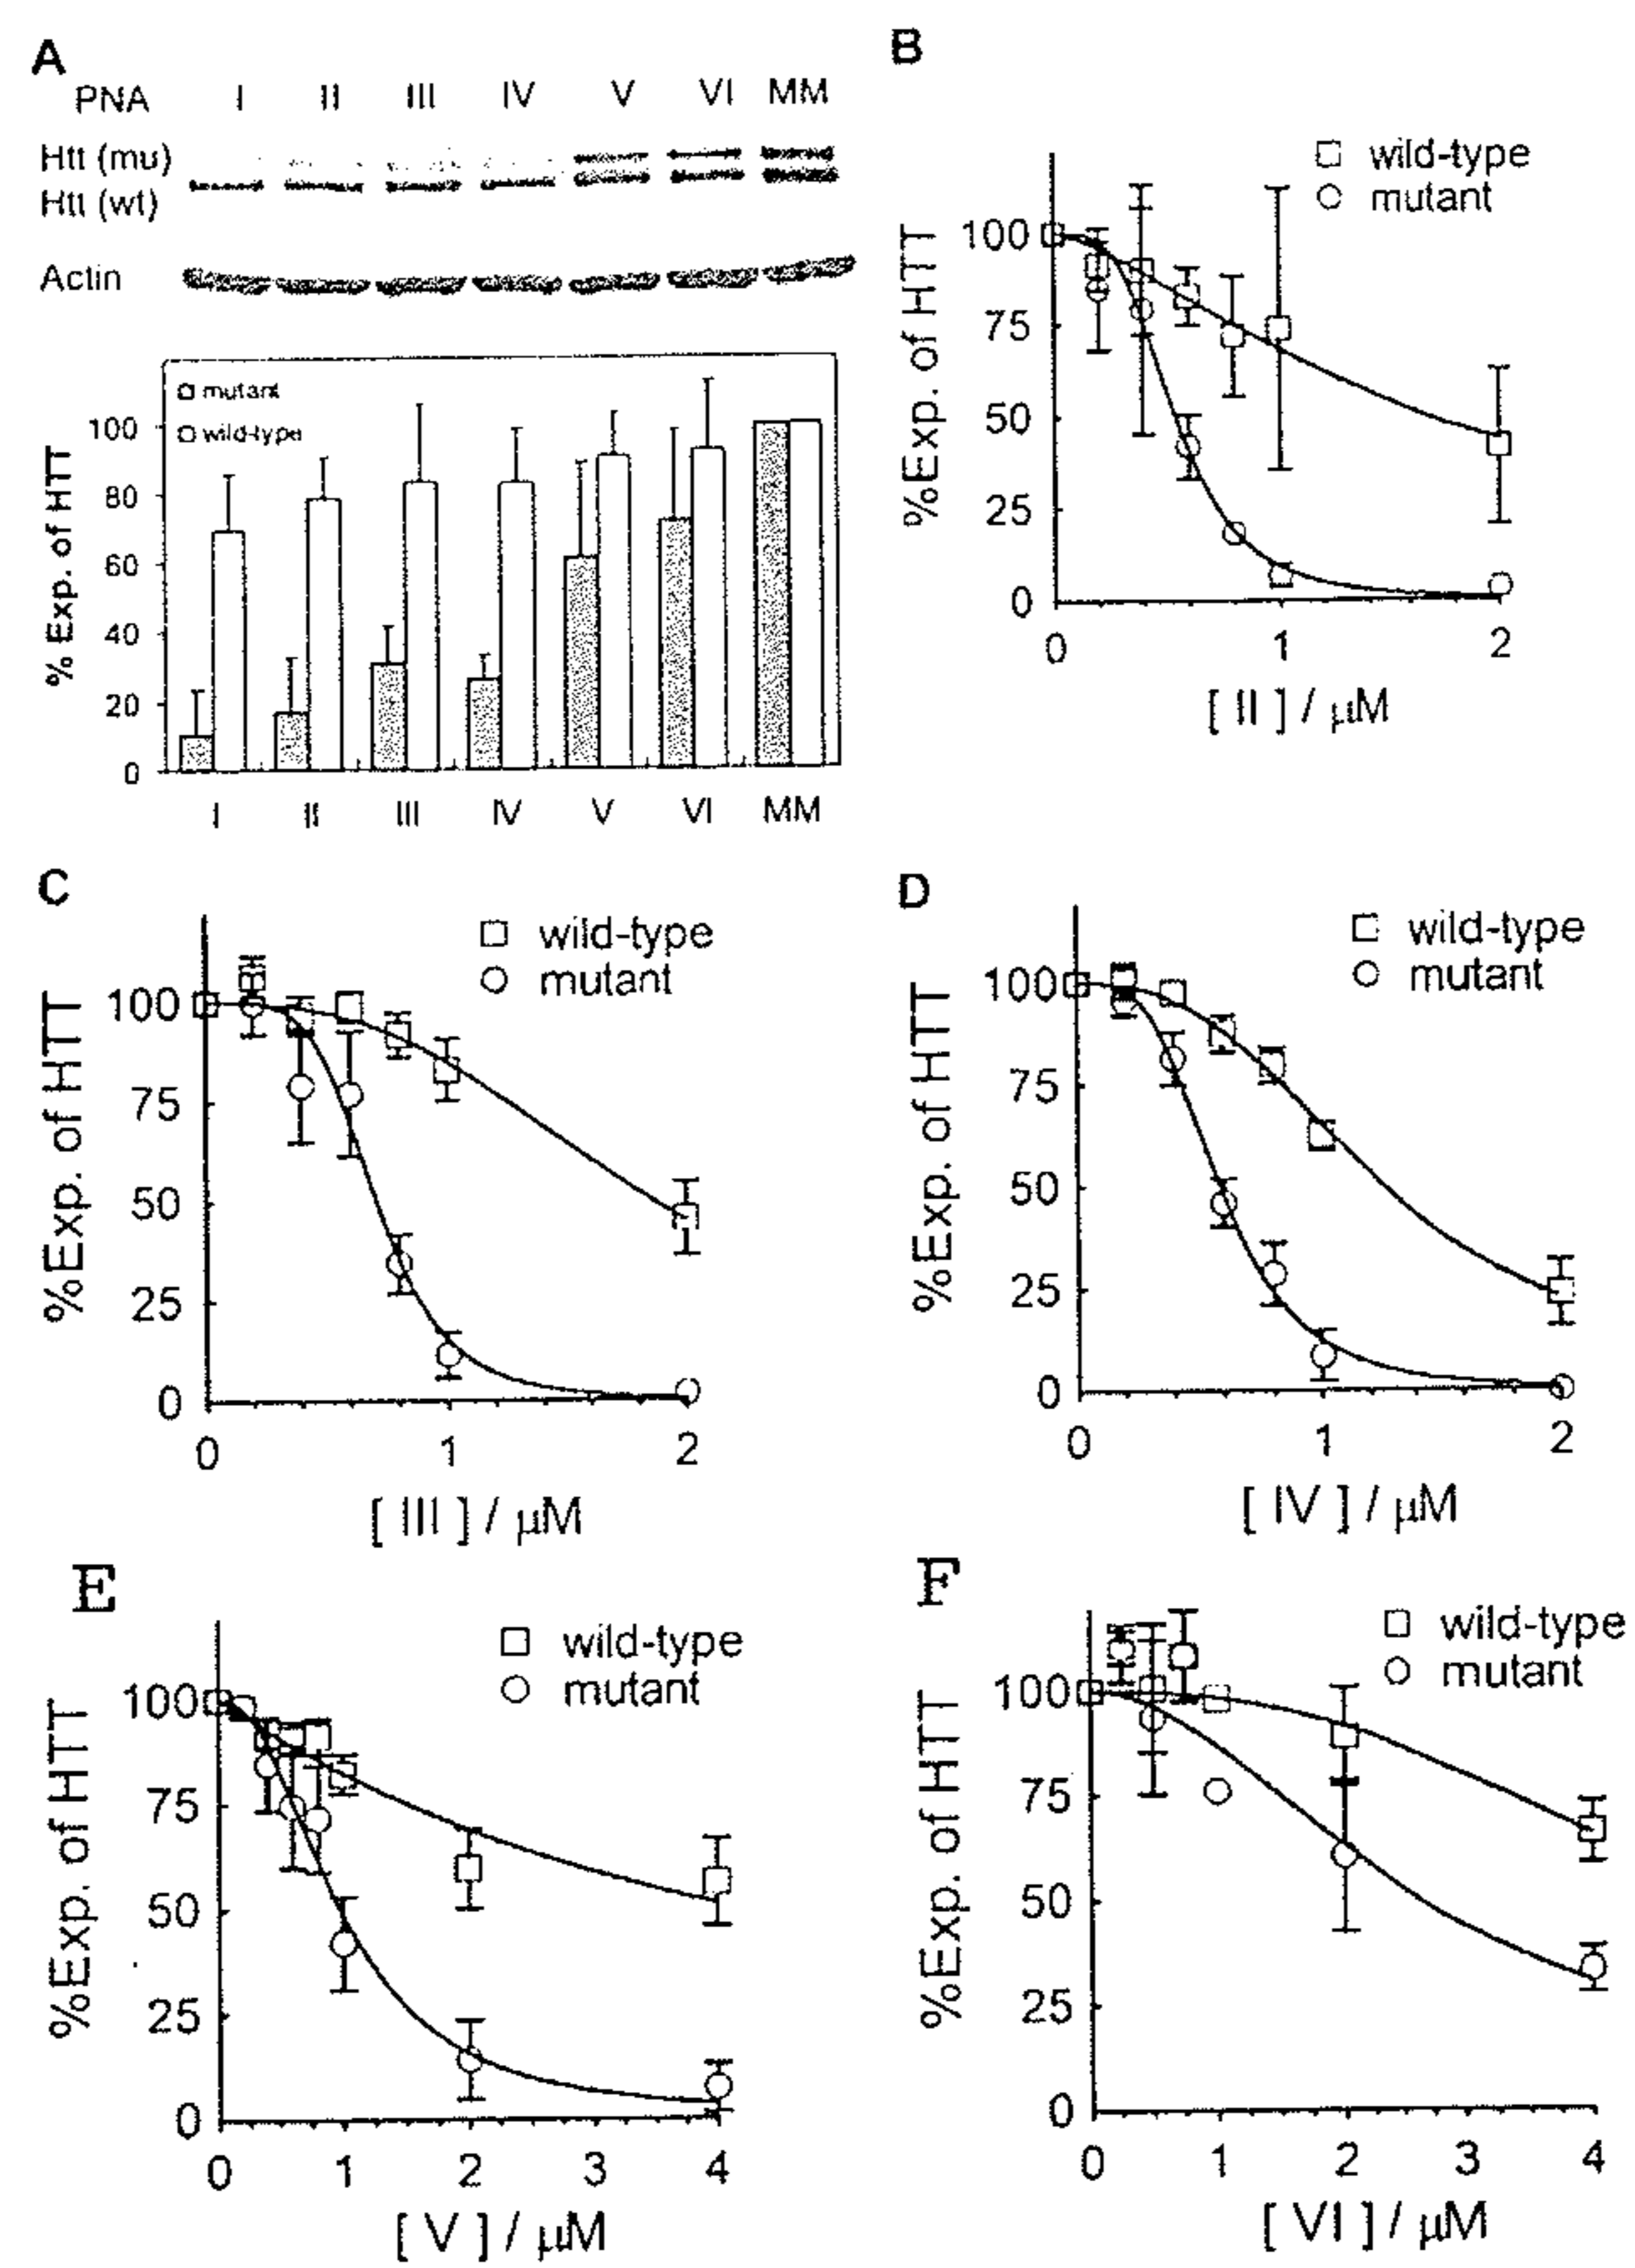 A
PNA I II III IV V VI MM
Htt (mu)
Htt (wt)
Actin
mutant
wild-type
% Exp. of HTT
100
80
60
40
20
0
I II III IV V VI MM
B
wild-type
mutant
%Exp. of HTT
100
75
50
25
0
0 1 2
[ II ] / µM
C
wild-type
mutant
%Exp. of HTT
100
75
50
25
0
0 1 2
[ III ] / µM
D
wild-type
mutant
%Exp. of HTT
100
75
50
25
0
0 1 2
[ IV ] / µM
E
wild-type
mutant
%Exp. of HTT
100
75
50
25
0
0 1 2 3 4
[ V ] / µM
F
wild-type
mutant
%Exp. of HTT
100
75
50
25
0
0 1 2 3 4
[ VI ] / µM